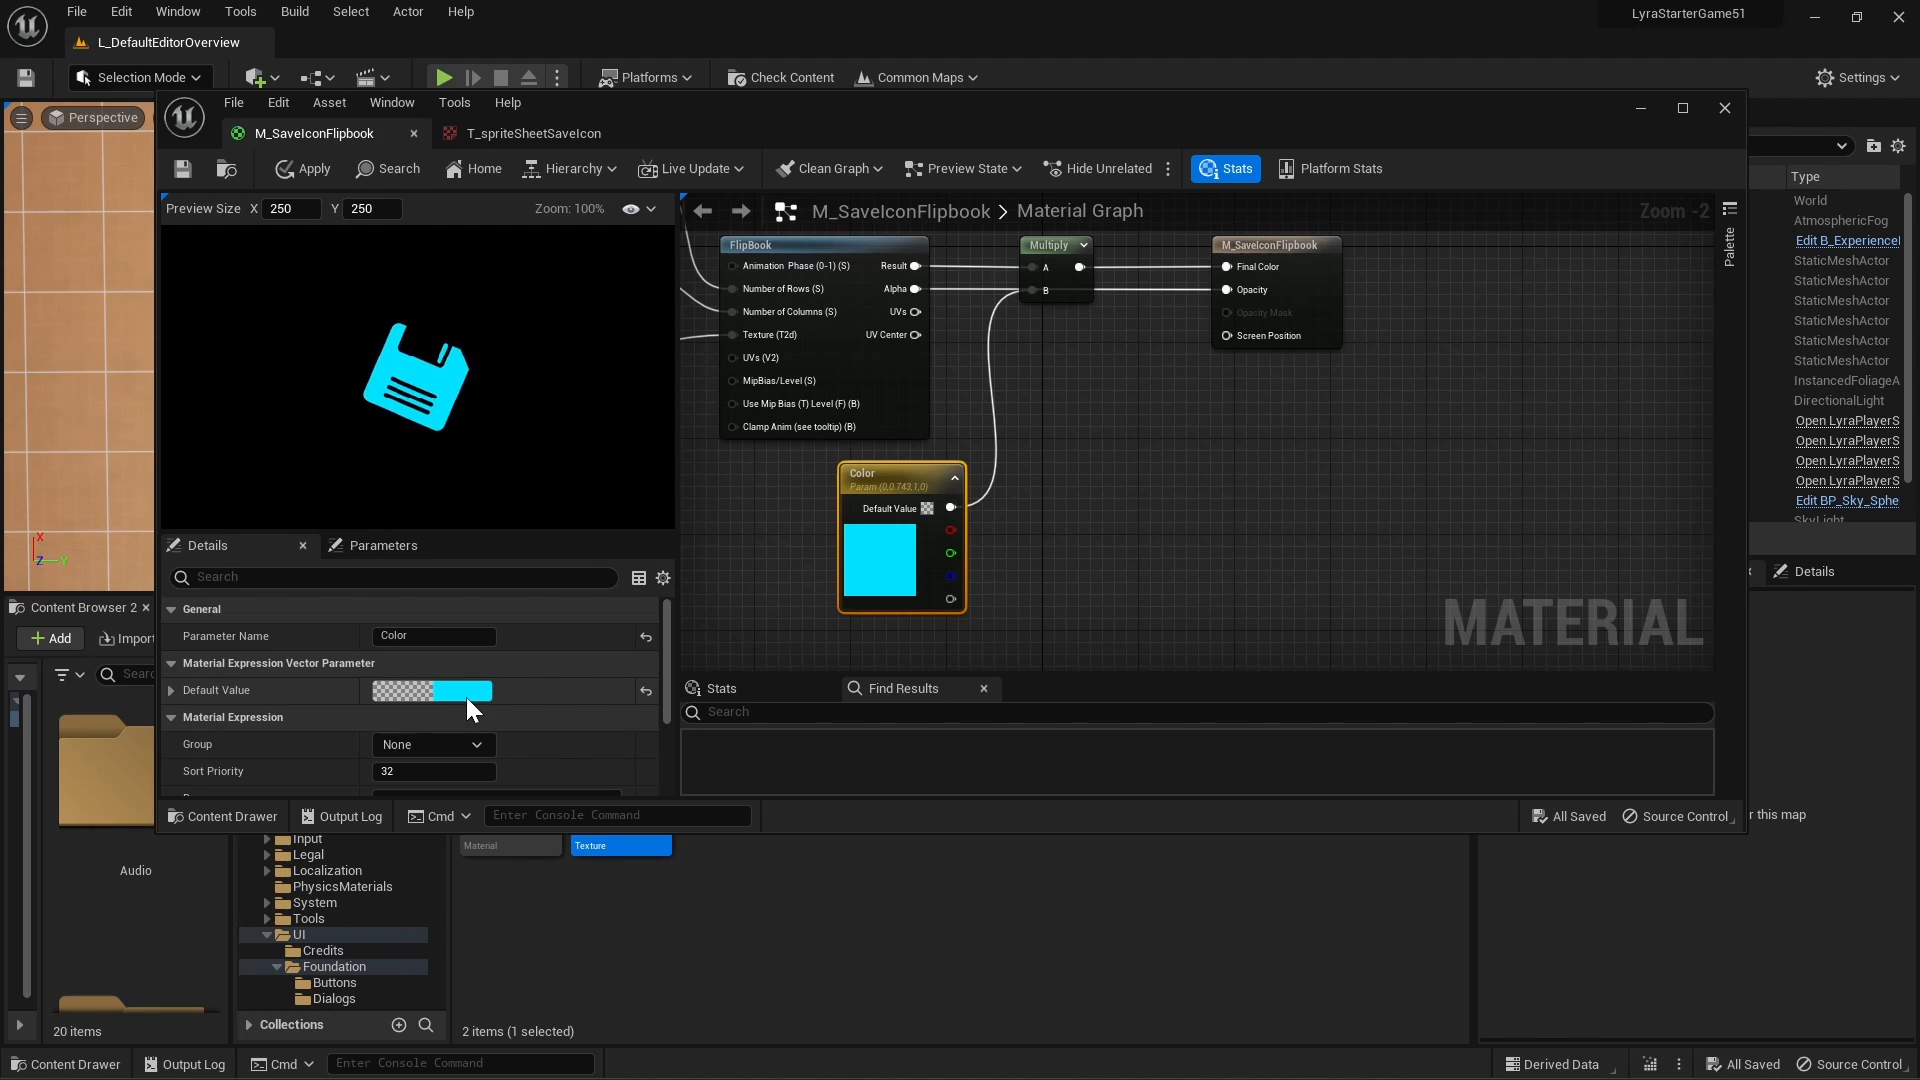 File Edit Window Tools Build Select Actor Help
LyraStarterGame51
L_DefaultEditorOverview
Selection Mode
Platforms
Check Content
Common Maps
Settings
Perspective
File Edit Asset Window Tools Help
M_SaveIconFlipbook
T_spriteSheetSaveIcon
Apply Search Home Hierarchy Live Update Clean Graph Preview State Hide Unrelated Stats Platform Stats
Preview Size X 250 Y 250 Zoom: 100%
M_SaveIconFlipbook Material Graph
Zoom -2
Palette
FlipBook
Animation Phase (0-1) (S) Result
Number of Rows (S) Alpha
Number of Columns (S) UVs
Texture (T2d) UV Center
UVs (V2)
MipBias/Level (S)
Use Mip Bias (T) Level (F) (B)
Clamp Anim (see tooltip) (B)
Multiply
A
B
M_SaveIconFlipbook
Final Color
Opacity
Opacity Mask
Screen Position
Color
Param (0,0.743,1,0)
Default Value
MATERIAL
Type
World
AtmosphericFog
Edit B_Experience
StaticMeshActor
StaticMeshActor
StaticMeshActor
StaticMeshActor
StaticMeshActor
StaticMeshActor
InstancedFoliageA
DirectionalLight
Open LyraPlayerS
Open LyraPlayerS
Open LyraPlayerS
Open LyraPlayerS
Edit BP_Sky_Sphe
SkyLight
Details
X
Z Y
Details Parameters
Search
General
Parameter Name Color
Material Expression Vector Parameter
Default Value
Material Expression
Group None
Sort Priority 32
Stats
Find Results
Search
Content Drawer Output Log Cmd Enter Console Command
All Saved Source Control
r this map
Content Browser 2
Add Import
Searc
Audio
20 items
Input
Legal
Localization
PhysicsMaterials
System
Tools
UI
Credits
Foundation
Buttons
Dialogs
Collections
Material
Texture
2 items (1 selected)
Content Drawer Output Log Cmd Enter Console Command
Derived Data All Saved Source Control